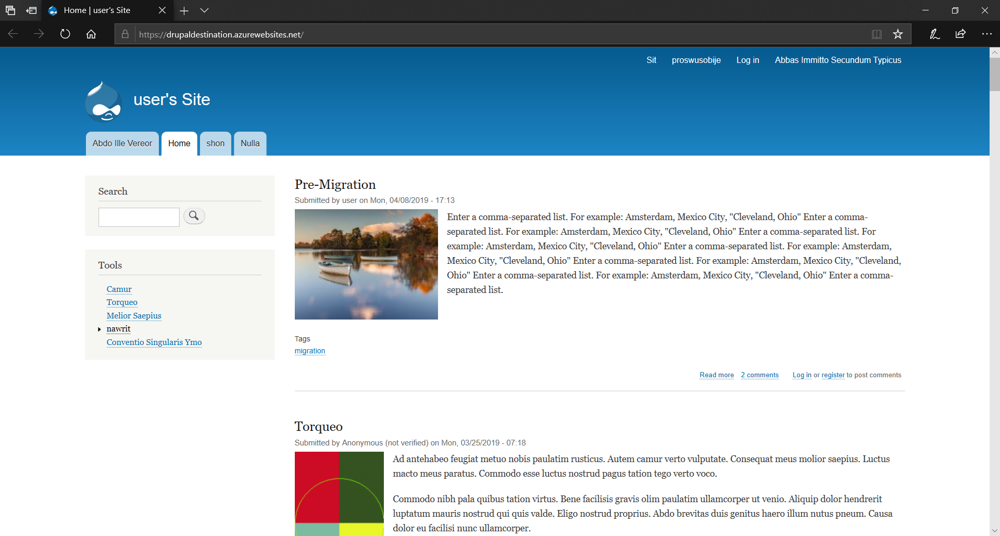 Home | user's Site
https://drupaldestination.azurewebsites.net/
Sit proswusobije Log in Abbas Immitto Secundum Typicus
user's Site
Abdo Ille Vereor Home shon Nulla
Search
Tools
Camur
Torqueo
Melior Saepius
nawrit
Conventio Singularis Ymo
Pre-Migration
Submitted by user on Mon, 04/08/2019 - 17:13
Enter a comma-separated list. For example: Amsterdam, Mexico City, "Cleveland, Ohio" Enter a comma-
separated list. For example: Amsterdam, Mexico City, "Cleveland, Ohio" Enter a comma-separated list. For
example: Amsterdam, Mexico City, "Cleveland, Ohio" Enter a comma-separated list. For example: Amsterdam,
Mexico City, "Cleveland, Ohio" Enter a comma-separated list. For example: Amsterdam, Mexico City, "Cleveland,
Ohio" Enter a comma-separated list. For example: Amsterdam, Mexico City, "Cleveland, Ohio" Enter a comma-
separated list.
Tags
migration
Read more 2 comments Log in or register to post comments
Torqueo
Submitted by Anonymous (not verified) on Mon, 03/25/2019 - 07:18
Ad antehabeo feugiat metuo nobis paulatim rusticus. Autem camur verto vulputate. Consequat meus molior saepius. Luctus
macto meus paratus. Commodo esse luctus nostrud pagus tation tego verto voco.
Commodo nibh pala quibus tation virtus. Bene facilisis gravis olim paulatim ullamcorper ut venio. Aliquip dolor hendrerit
luptatum mauris nostrud qui quis valde. Eligo nostrud proprius. Abdo brevitas duis genitus haero illum nutus pneum. Causa
dolor eu facilisi nunc ullamcorper.